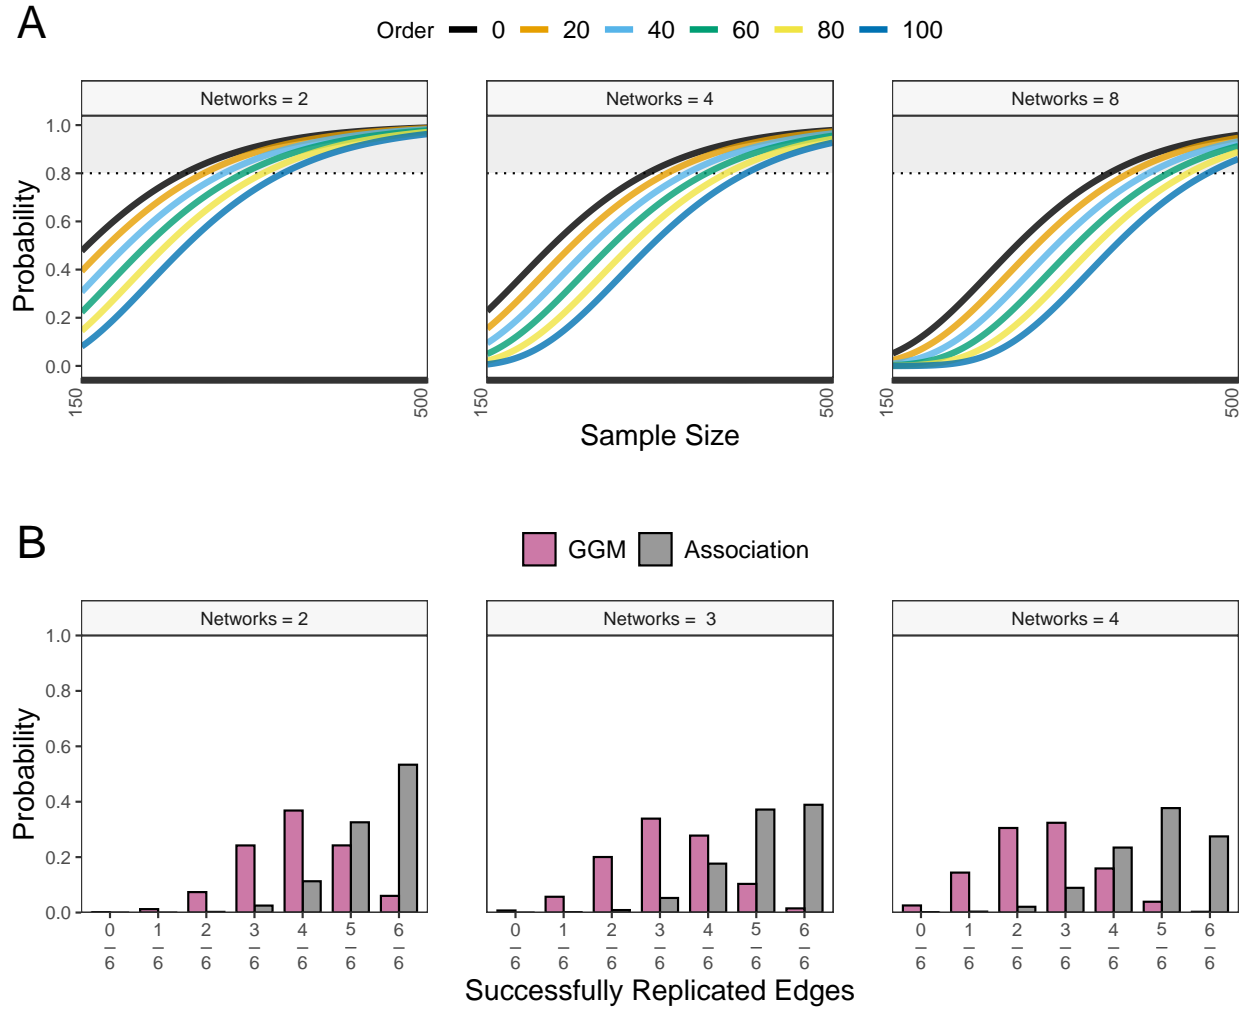 A
Order 0 20 40 60 80 100
Networks = 2 Networks = 4 Networks = 8
1.0
0.8
0.6
0.4
0.2
0.0
Probability
150 500 150 500 150 500
Sample Size
B
GGM Association
Networks = 2 Networks = 3 Networks = 4
1.0
0.8
0.6
0.4
0.2
0.0
Probability
0 1 2 3 4 5 6 0 1 2 3 4 5 6 0 1 2 3 4 5 6
– – – – – – – – – – – – – – – – – – – – –
6 6 6 6 6 6 6 6 6 6 6 6 6 6 6 6 6 6 6 6 6
Successfully Replicated Edges